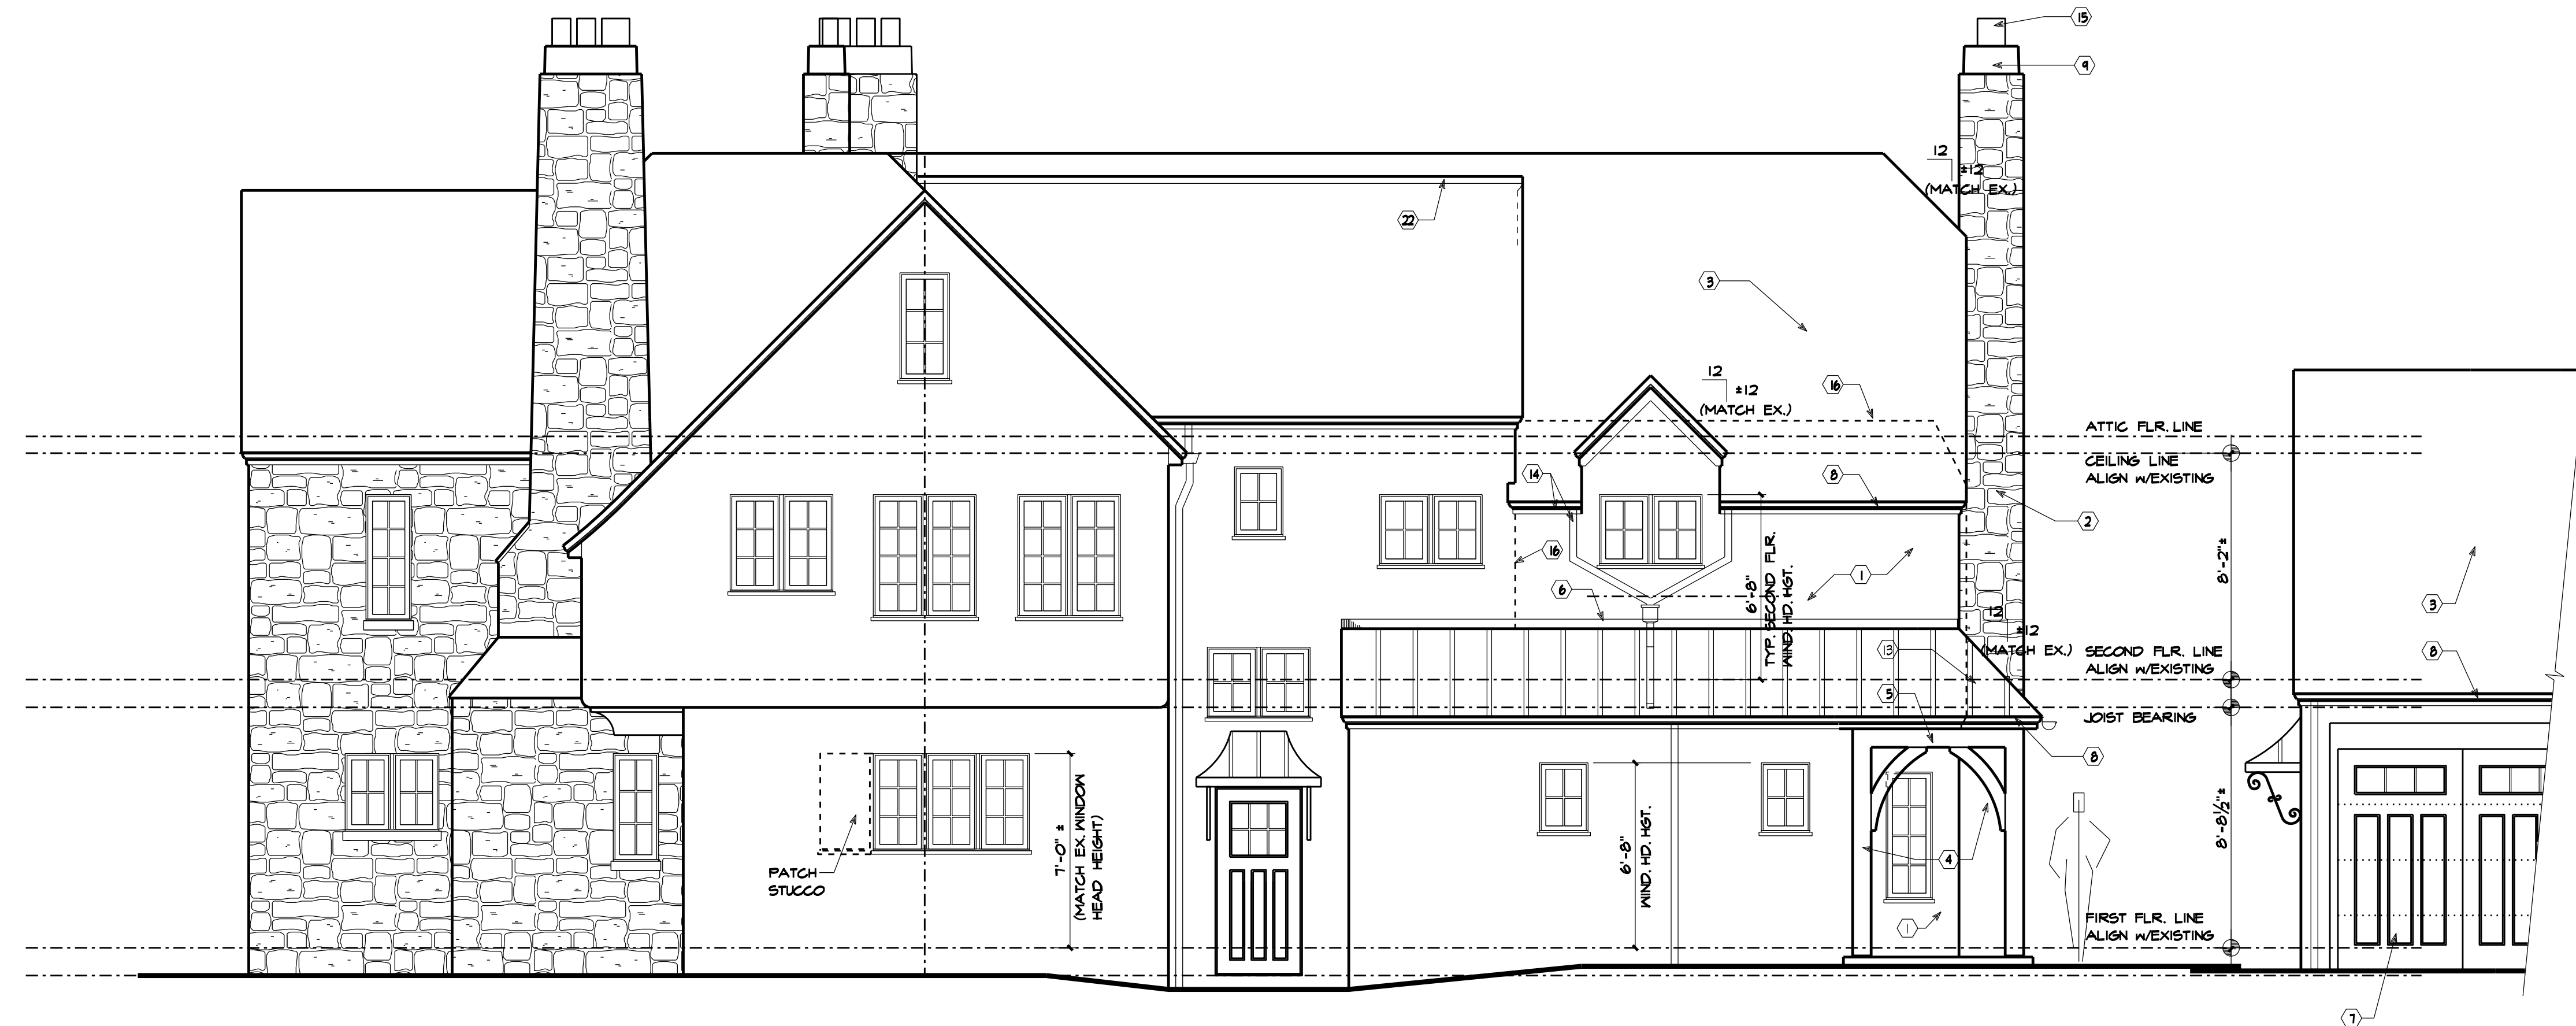 15
9
12
±12
(MATCH EX.)
22
3
12
±12
(MATCH EX.)
16
ATTIC FLR. LINE
CEILING LINE
ALIGN W/EXISTING
14
8
2
16
1
6
6'-8"
TYP. SECOND FLR.
WIND. HD. HGT.
8'-2"±
3
12
±12
(MATCH EX.)
13
SECOND FLR. LINE
ALIGN W/EXISTING
8
5
JOIST BEARING
8
PATCH
STUCCO
7'-0" ±
(MATCH EX. WINDOW
HEAD HEIGHT)
6'-8"
WIND. HD. HGT.
4
1
8'-8½"±
FIRST FLR. LINE
ALIGN W/EXISTING
7